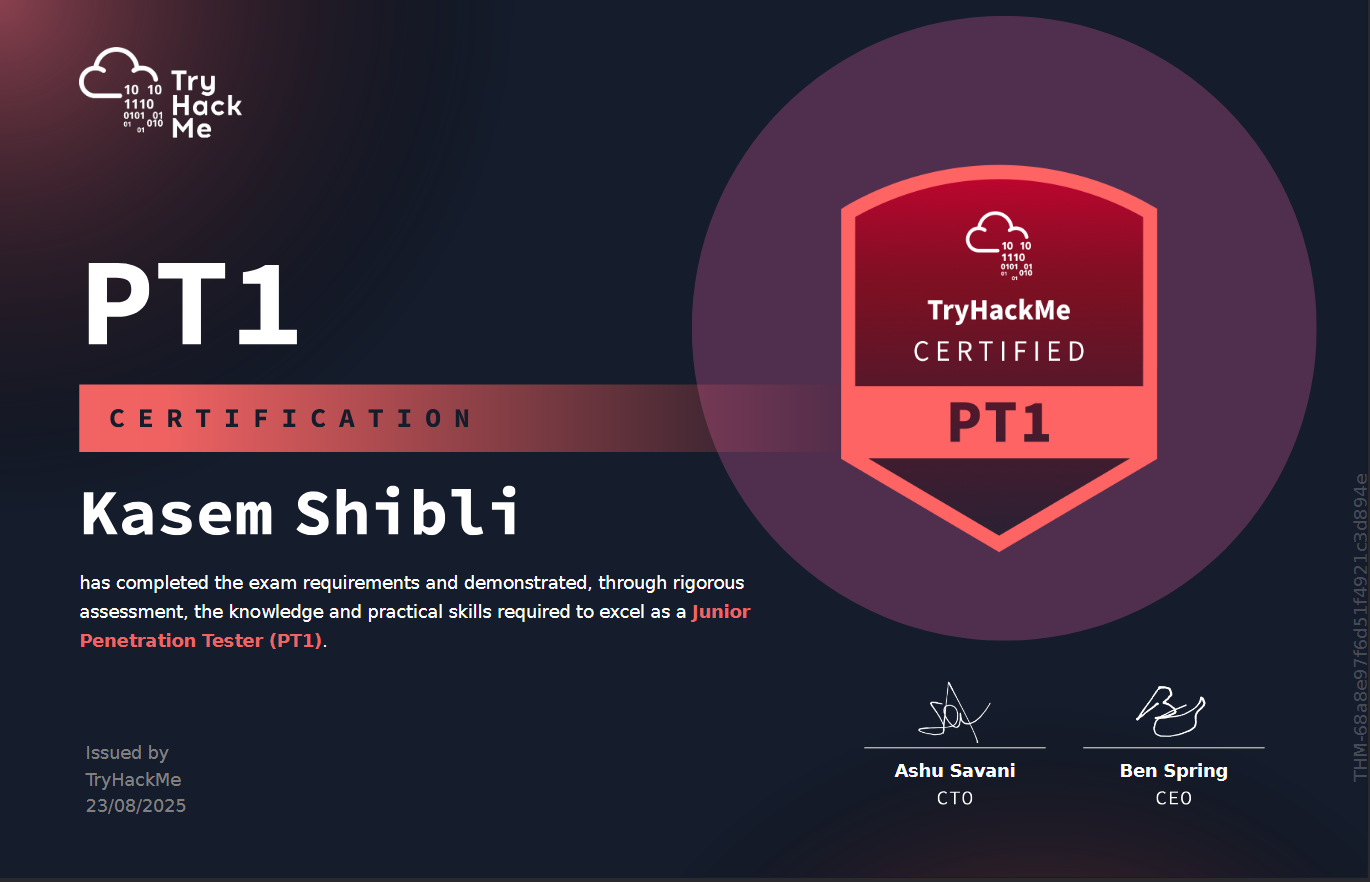 Try
Hack
Me
10 10
1110
0101 01
01 010
01
PT1
CERTIFICATION
Kasem Shibli
has completed the exam requirements and demonstrated, through rigorous
assessment, the knowledge and practical skills required to excel as a Junior
Penetration Tester (PT1).
Issued by
TryHackMe
23/08/2025
10 10
1110
0101 01
01 010
01
TryHackMe
CERTIFIED
PT1
Ashu Savani
CTO
Ben Spring
CEO
THM-68a8e97f6d51f4921c3d894e